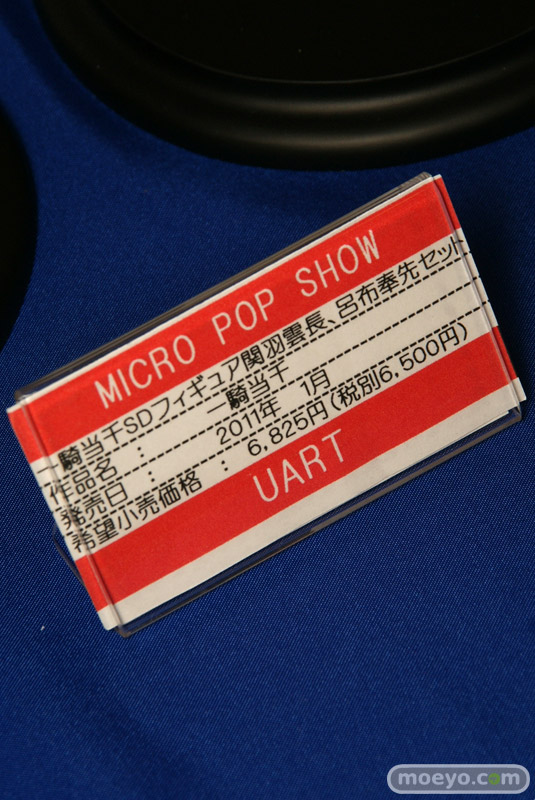 MICRO POP SHOW
一騎当千SDフィギュア関羽雲長、呂布奉先セット
作品名 : 一騎当千
発売日 : 2011年 1月
希望小売価格 : 6,825円(税別6,500円)
UART
moeyo.com